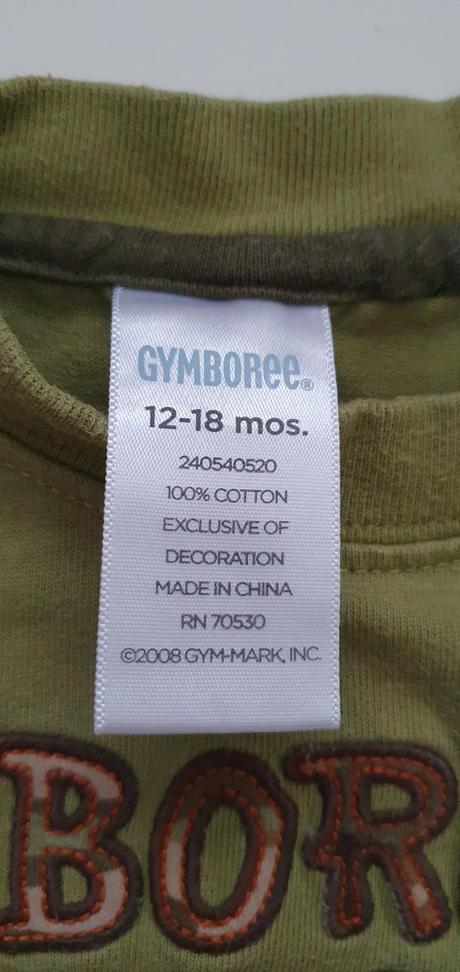 GYMBOREE®
12-18 mos.
240540520
100% COTTON
EXCLUSIVE OF
DECORATION
MADE IN CHINA
RN 70530
©2008 GYM-MARK, INC.
BOR